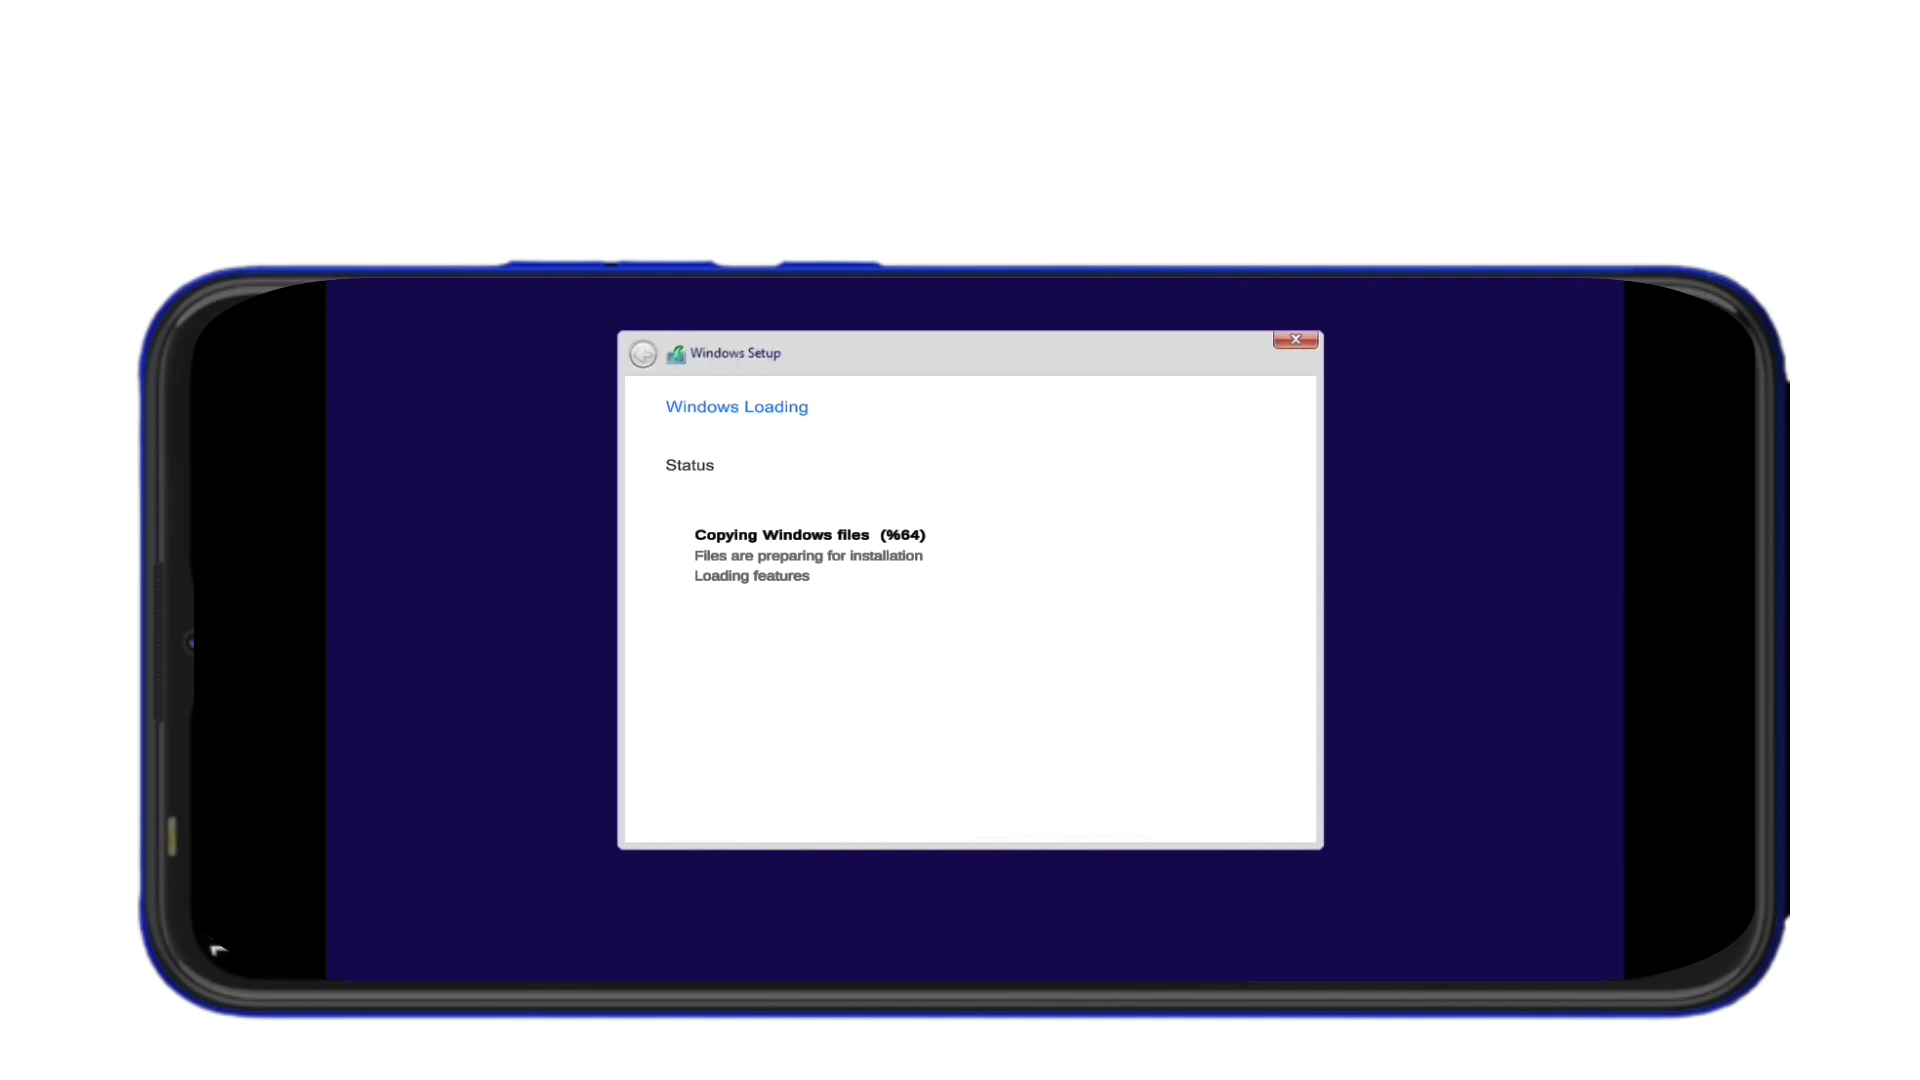 Windows Setup
Windows Loading
Status
Copying Windows files (%64)
Files are preparing for installation
Loading features